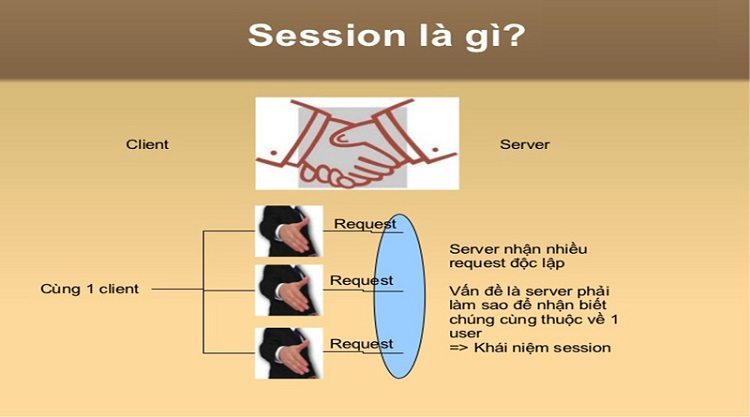 Session là gì?
Client
Server
Request
Request
Request
Cùng 1 client
Server nhận nhiều
request độc lập
Vấn đề là server phải
làm sao để nhận biết
chúng cùng thuộc về 1
user
=> Khái niệm session